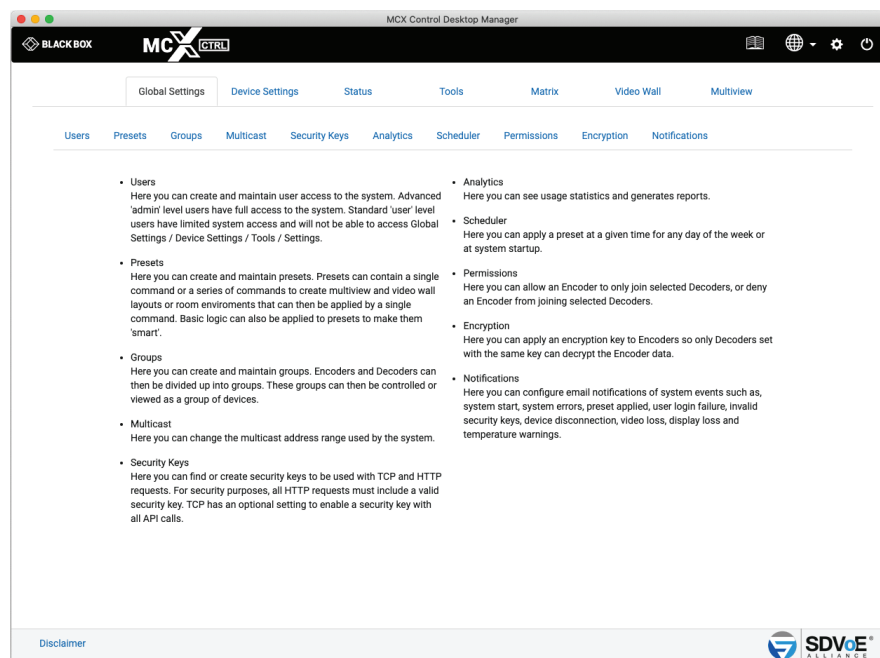 MCX Control Desktop Manager
BLACK BOX
MCX CTRL
Global Settings
Device Settings
Status
Tools
Matrix
Video Wall
Multiview
Users
Presets
Groups
Multicast
Security Keys
Analytics
Scheduler
Permissions
Encryption
Notifications
• Users
Here you can create and maintain user access to the system. Advanced
'admin' level users have full access to the system. Standard 'user' level
users have limited system access and will not be able to access Global
Settings / Device Settings / Tools / Settings.
• Presets
Here you can create and maintain presets. Presets can contain a single
command or a series of commands to create multiview and video wall
layouts or room enviroments that can then be applied by a single
command. Basic logic can also be applied to presets to make them
'smart'.
• Groups
Here you can create and maintain groups. Encoders and Decoders can
then be divided up into groups. These groups can then be controlled or
viewed as a group of devices.
• Multicast
Here you can change the multicast address range used by the system.
• Security Keys
Here you can find or create security keys to be used with TCP and HTTP
requests. For security purposes, all HTTP requests must include a valid
security key. TCP has an optional setting to enable a security key with
all API calls.
• Analytics
Here you can see usage statistics and generates reports.
• Scheduler
Here you can apply a preset at a given time for any day of the week or
at system startup.
• Permissions
Here you can allow an Encoder to only join selected Decoders, or deny
an Encoder from joining selected Decoders.
• Encryption
Here you can apply an encryption key to Encoders so only Decoders set
with the same key can decrypt the Encoder data.
• Notifications
Here you can configure email notifications of system events such as,
system start, system errors, preset applied, user login failure, invalid
security keys, device disconnection, video loss, display loss and
temperature warnings.
Disclaimer
SDVoE®
ALLIANCE